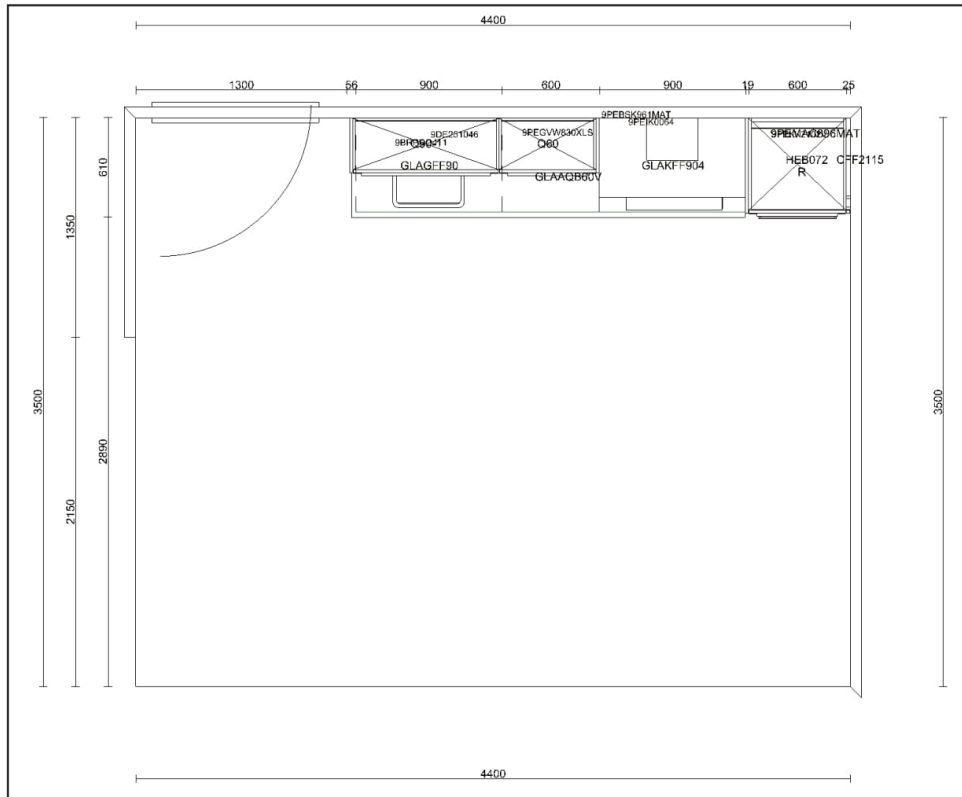 4400
1300 56 900 600 900 19 600 25
9PEBSK961MAT
9PEIK0064
9DE251046
9PEGVW830XLS
Q60
GLAGFF90
GLAAQB60V
GLAKFF904
HEB072
R
CFF2115
610
1350
3500
2890
2150
3500
4400